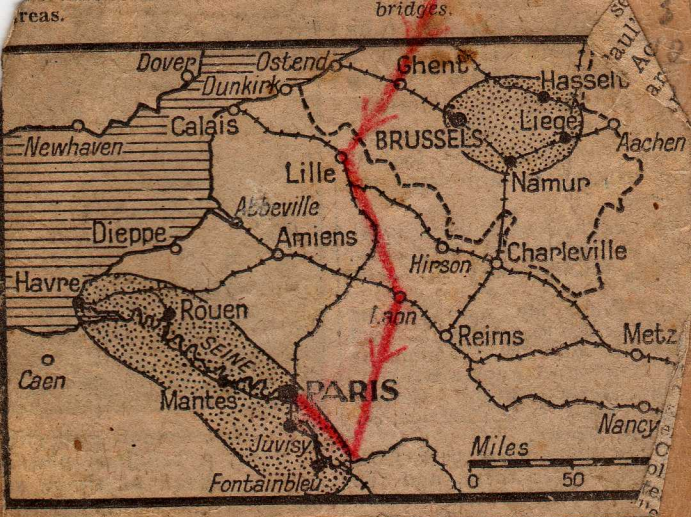 reas.
bridges.
Dover
Ostend
Ghent
Dunkirk
Hasselt
Calais
BRUSSELS
Liege
Newhaven
Aachen
Lille
Namur
Abbeville
Dieppe
Amiens
Hirson
Charleville
Havre
Rouen
Laon
SEINE
Reims
Metz
Caen
PARIS
Mantes
Juvisy
Nancy
Miles
Fontainbleu
0 50